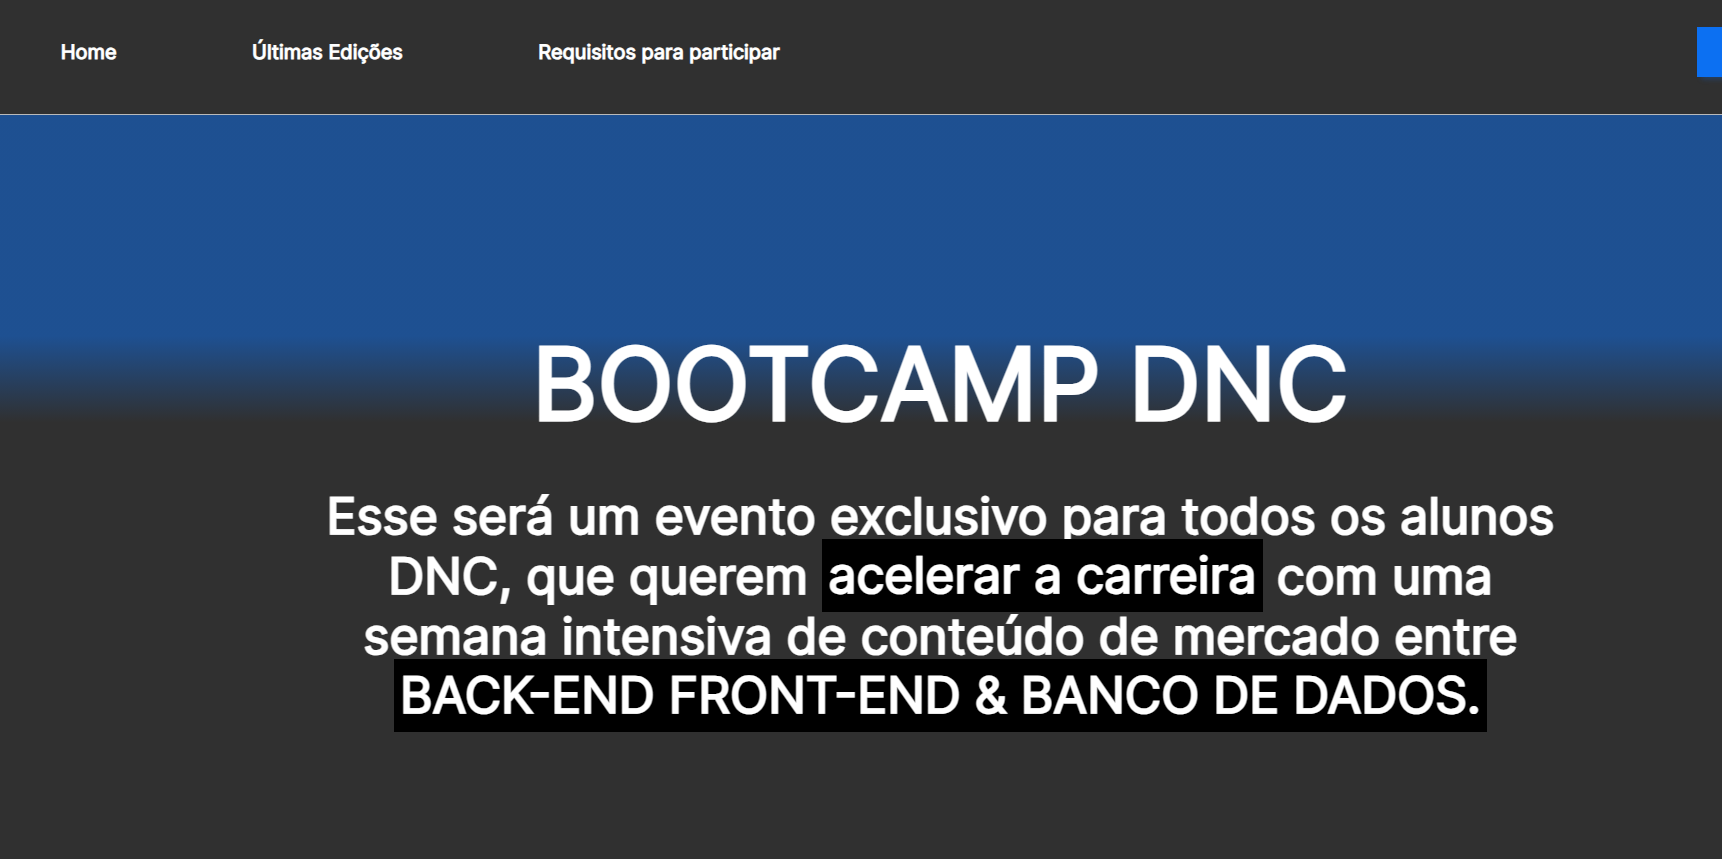 Home
Últimas Edições
Requisitos para participar
BOOTCAMP DNC
Esse será um evento exclusivo para todos os alunos
DNC, que querem acelerar a carreira com uma
semana intensiva de conteúdo de mercado entre
BACK-END FRONT-END & BANCO DE DADOS.